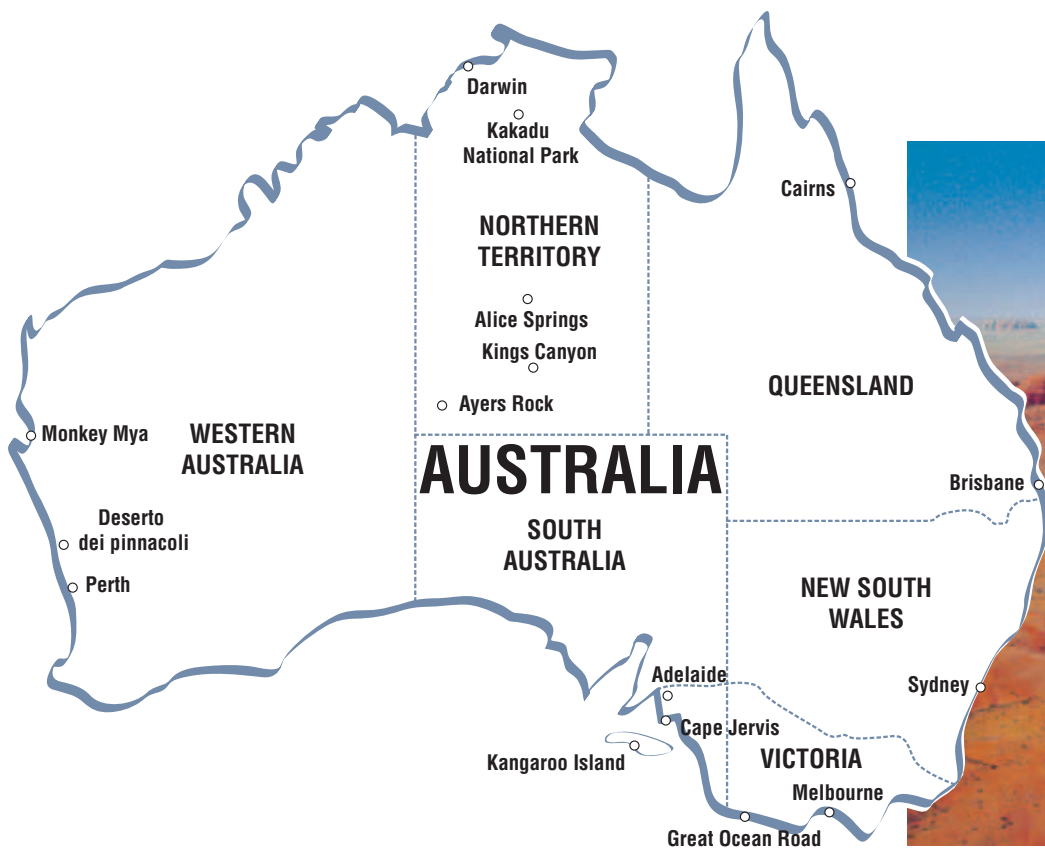 Darwin
Kakadu
National Park
Cairns
NORTHERN
TERRITORY
Alice Springs
Kings Canyon
Ayers Rock
QUEENSLAND
Monkey Mya
WESTERN
AUSTRALIA
AUSTRALIA
Brisbane
Deserto
dei pinnacoli
SOUTH
AUSTRALIA
Perth
NEW SOUTH
WALES
Adelaide
Sydney
Cape Jervis
Kangaroo Island
VICTORIA
Melbourne
Great Ocean Road